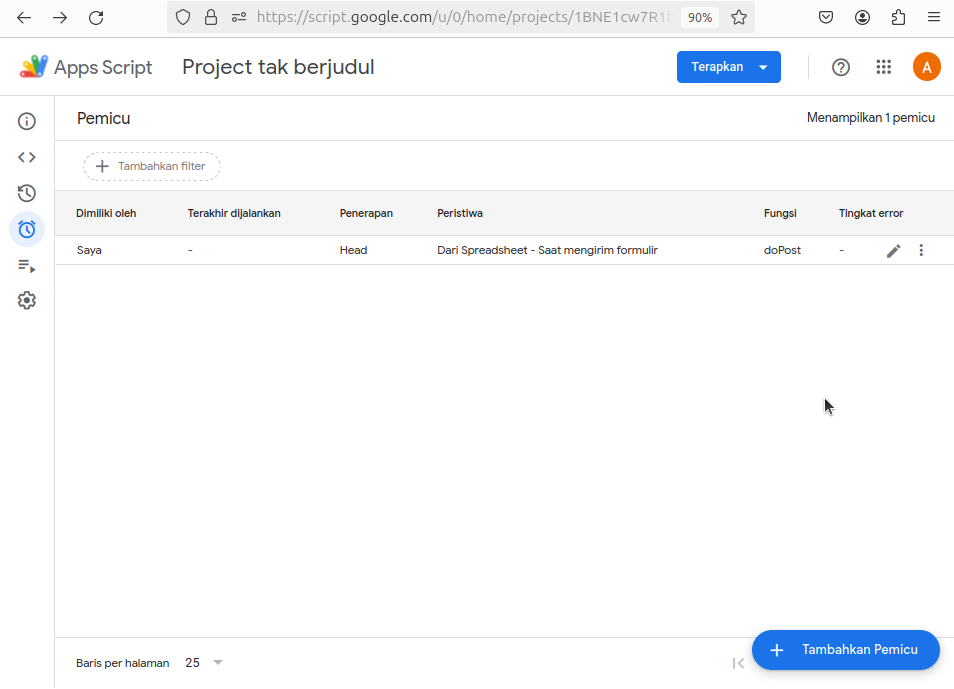 https://script.google.com/u/0/home/projects/1BNE1cw7R1
90%
Apps Script
Project tak berjudul
Terapkan
A
Pemicu
Menampilkan 1 pemicu
Tambahkan filter
Dimiliki oleh Terakhir dijalankan Penerapan Peristiwa Fungsi Tingkat error
Saya - Head Dari Spreadsheet - Saat mengirim formulir doPost -
Baris per halaman 25
Tambahkan Pemicu